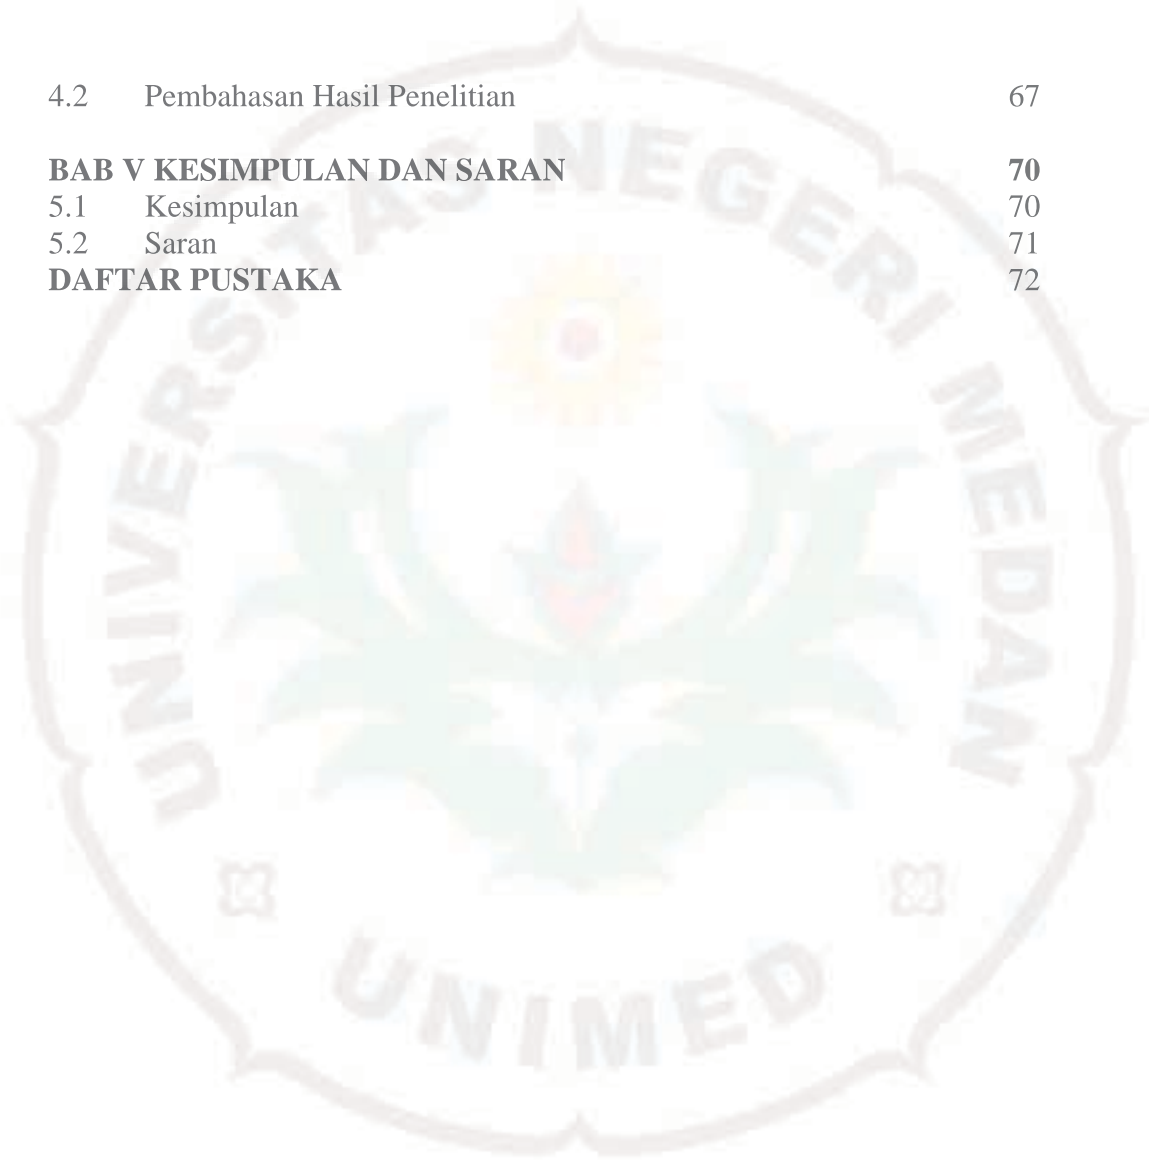 4.2 Pembahasan Hasil Penelitian 67
BAB V KESIMPULAN DAN SARAN 70
5.1 Kesimpulan 70
5.2 Saran 71
DAFTAR PUSTAKA 72
UNIVERSITAS NEGERI MEDAN
UNIMED